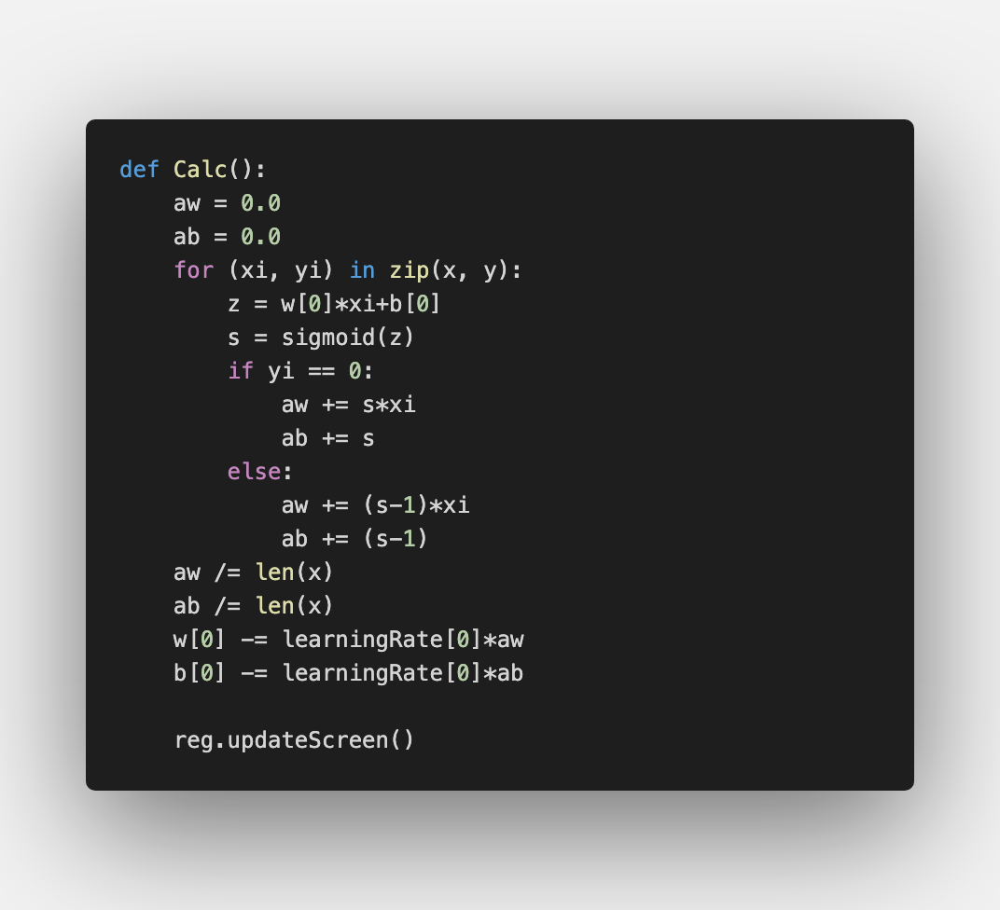 def Calc():
    aw = 0.0
    ab = 0.0
    for (xi, yi) in zip(x, y):
        z = w[0]*xi+b[0]
        s = sigmoid(z)
        if yi == 0:
            aw += s*xi
            ab += s
        else:
            aw += (s-1)*xi
            ab += (s-1)
    aw /= len(x)
    ab /= len(x)
    w[0] -= learningRate[0]*aw
    b[0] -= learningRate[0]*ab

    reg.updateScreen()